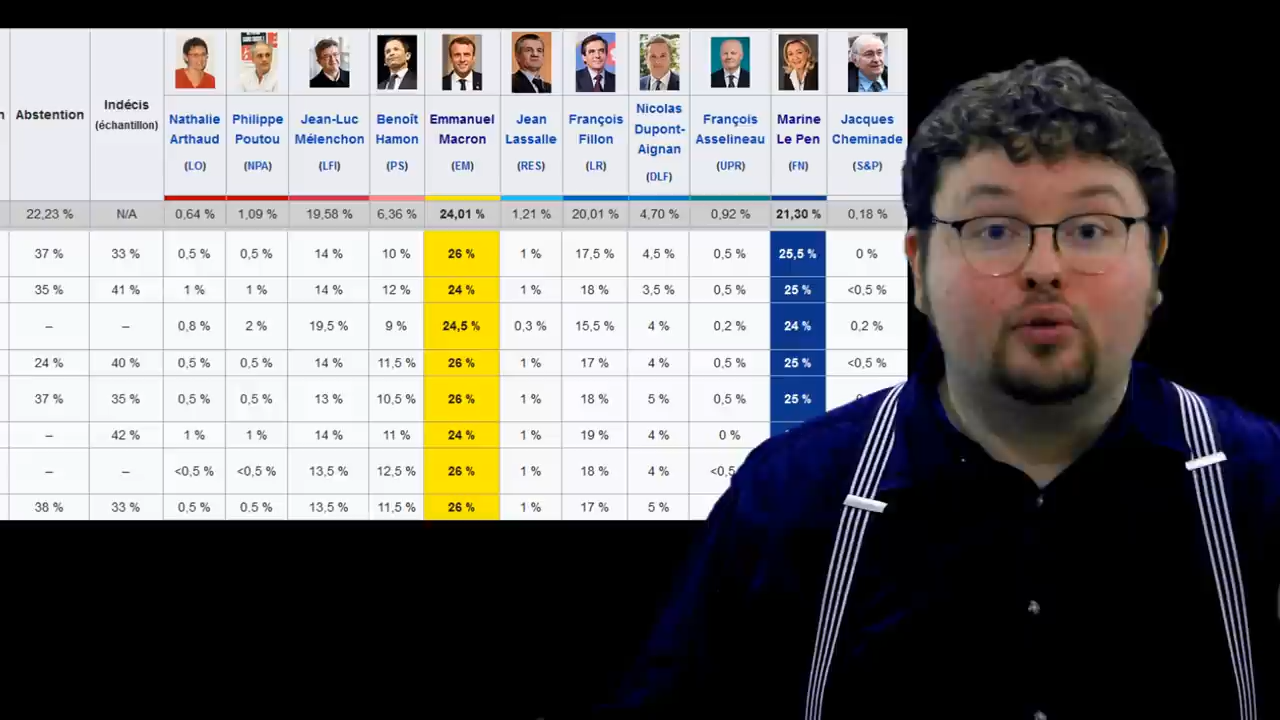 n Abstention Indécis (échantillon) Nathalie Arthaud (LO) Philippe Poutou (NPA) Jean-Luc Mélenchon (LFI) Benoît Hamon (PS) Emmanuel Macron (EM) Jean Lassalle (RES) François Fillon (LR) Nicolas Dupont-Aignan (DLF) François Asselineau (UPR) Marine Le Pen (FN) Jacques Cheminade (S&P)
22,23 % N/A 0,64 % 1,09 % 19,58 % 6,36 % 24,01 % 1,21 % 20,01 % 4,70 % 0,92 % 21,30 % 0,18 %
37 % 33 % 0,5 % 0,5 % 14 % 10 % 26 % 1 % 17,5 % 4,5 % 0,5 % 25,5 % 0 %
35 % 41 % 1 % 1 % 14 % 12 % 24 % 1 % 18 % 3,5 % 0,5 % 25 % <0,5 %
– – 0,8 % 2 % 19,5 % 9 % 24,5 % 0,3 % 15,5 % 4 % 0,2 % 24 % 0,2 %
24 % 40 % 0,5 % 0,5 % 14 % 11,5 % 26 % 1 % 17 % 4 % 0,5 % 25 % <0,5 %
37 % 35 % 0,5 % 0,5 % 13 % 10,5 % 26 % 1 % 18 % 5 % 0,5 % 25 %
– 42 % 1 % 1 % 14 % 11 % 24 % 1 % 19 % 4 % 0 %
– – <0,5 % <0,5 % 13,5 % 12,5 % 26 % 1 % 18 % 4 % <0,5
38 % 33 % 0,5 % 0,5 % 13,5 % 11,5 % 26 % 1 % 17 % 5 %